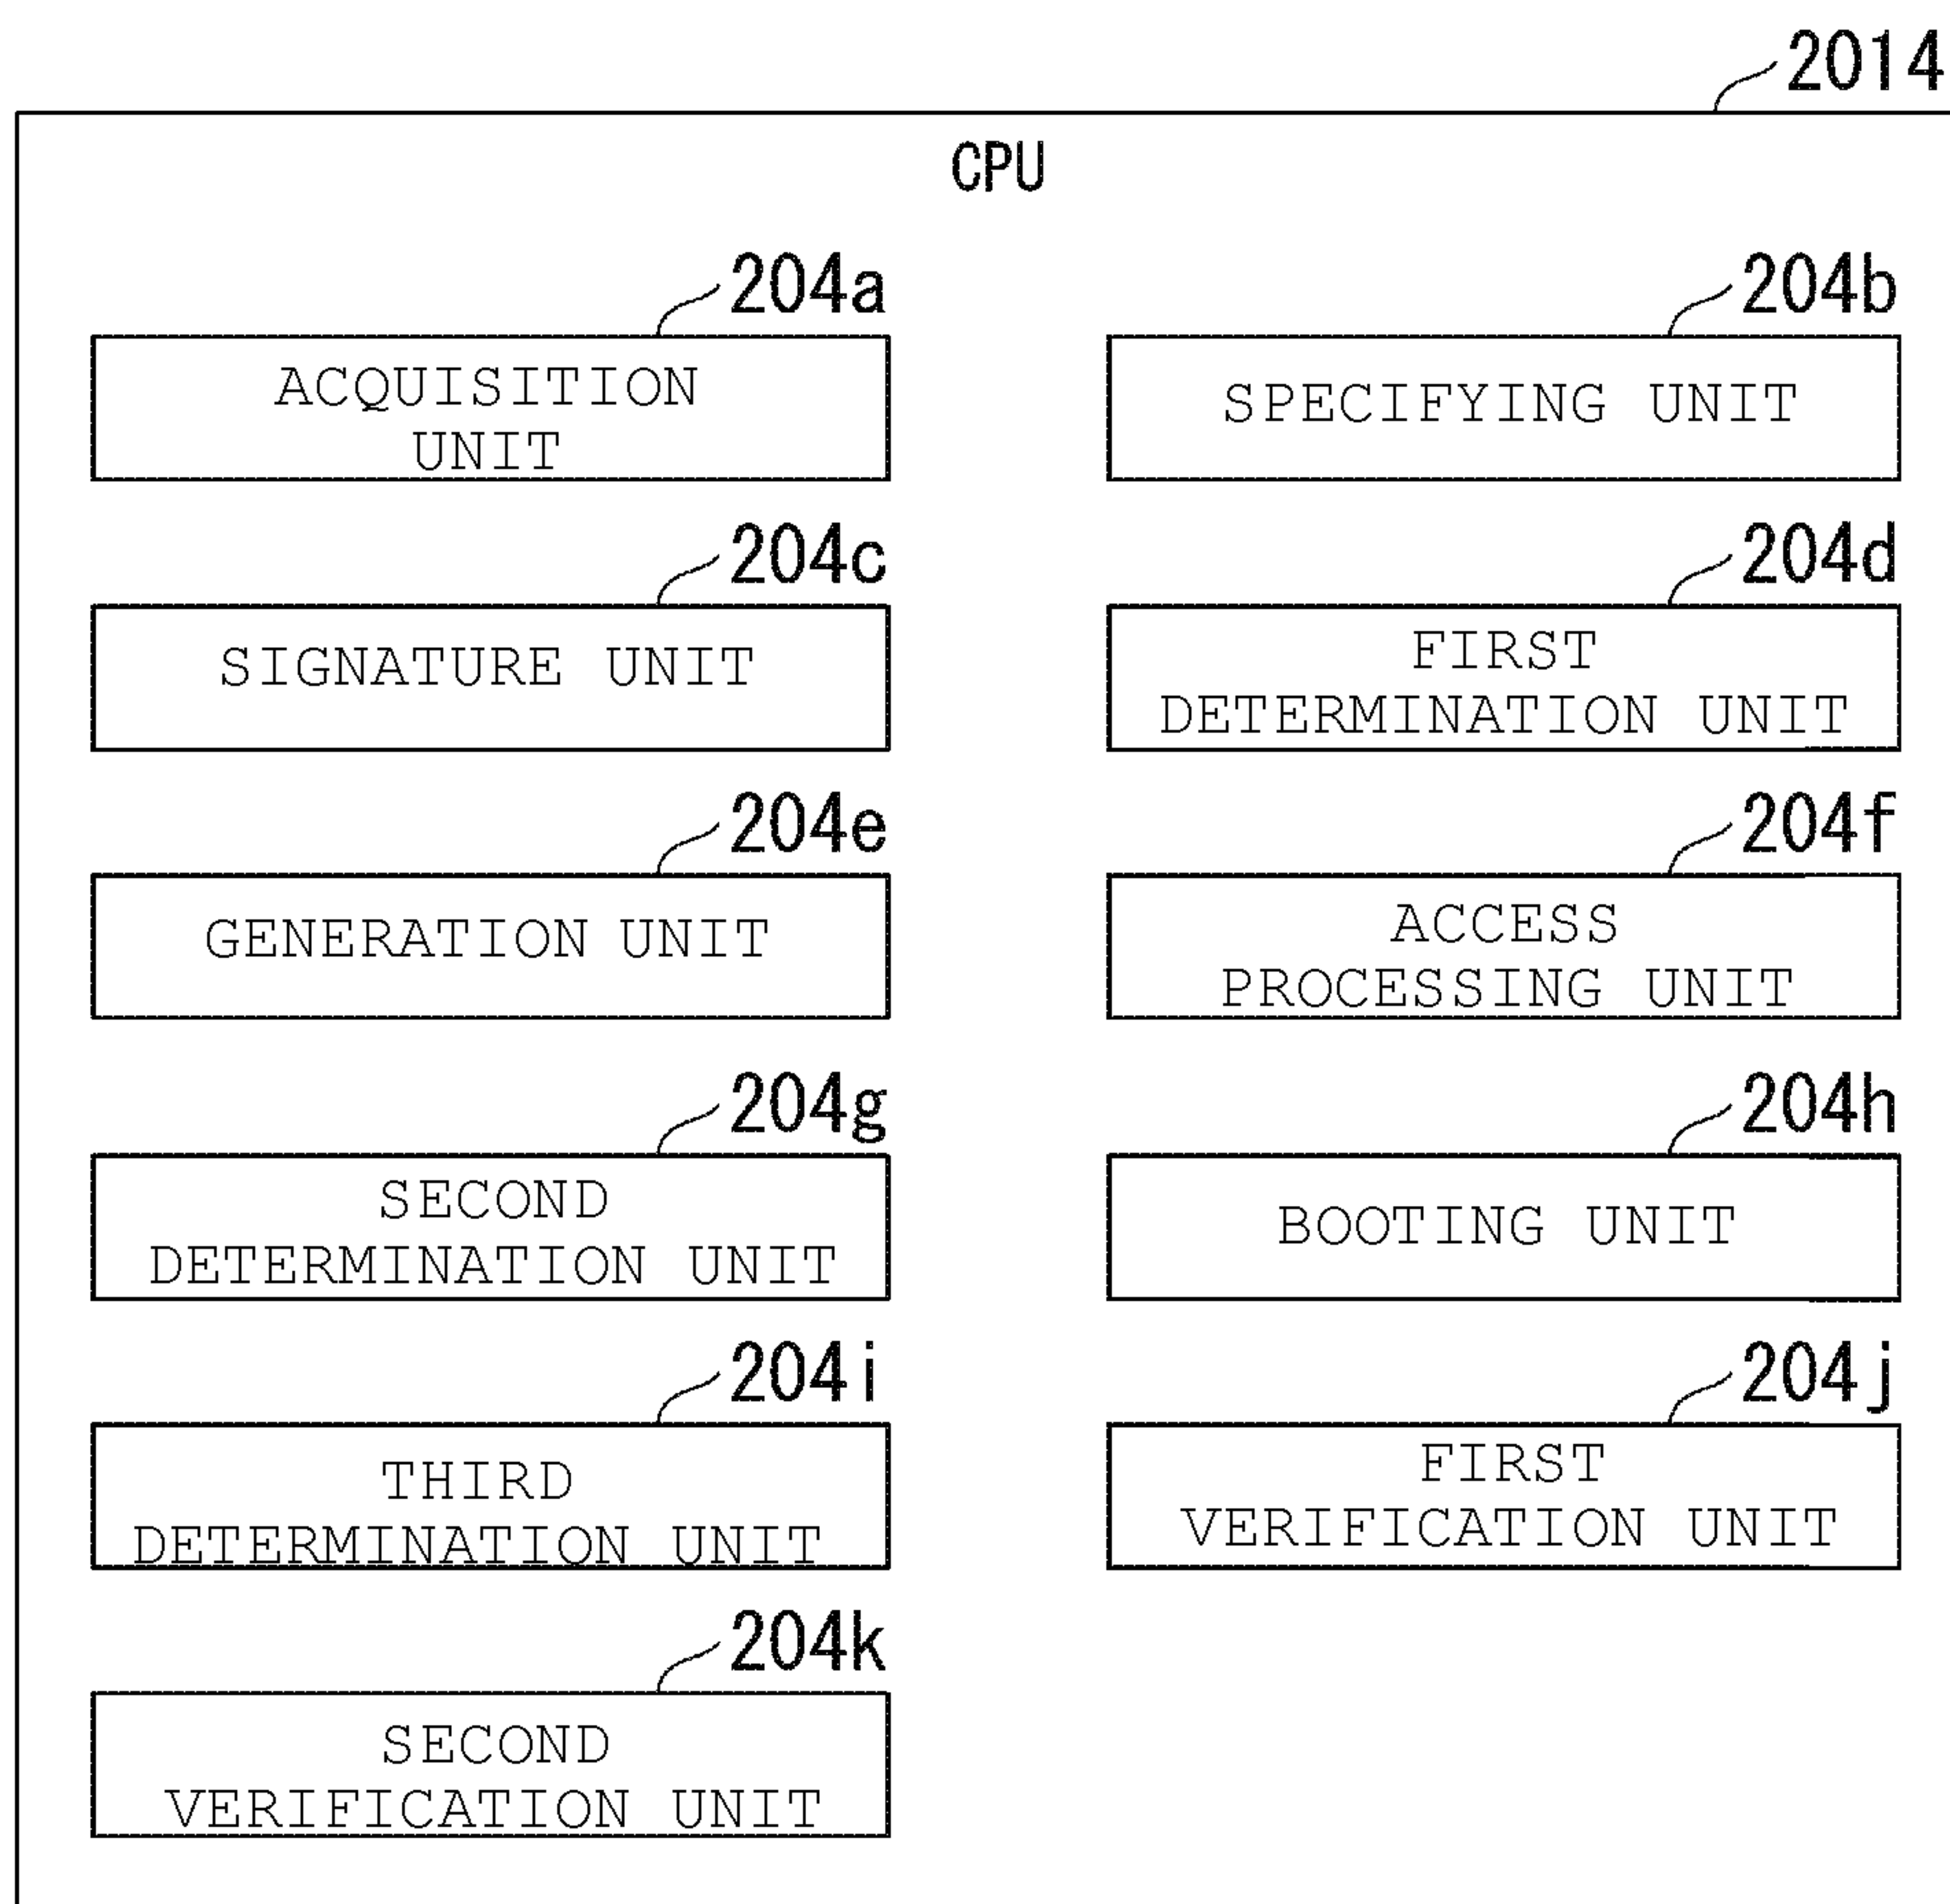 2014
CPU
204a
ACQUISITION
UNIT
204b
SPECIFYING UNIT
204c
SIGNATURE UNIT
204d
FIRST
DETERMINATION UNIT
204e
GENERATION UNIT
204f
ACCESS
PROCESSING UNIT
204g
SECOND
DETERMINATION UNIT
204h
BOOTING UNIT
204i
THIRD
DETERMINATION UNIT
204j
FIRST
VERIFICATION UNIT
204k
SECOND
VERIFICATION UNIT